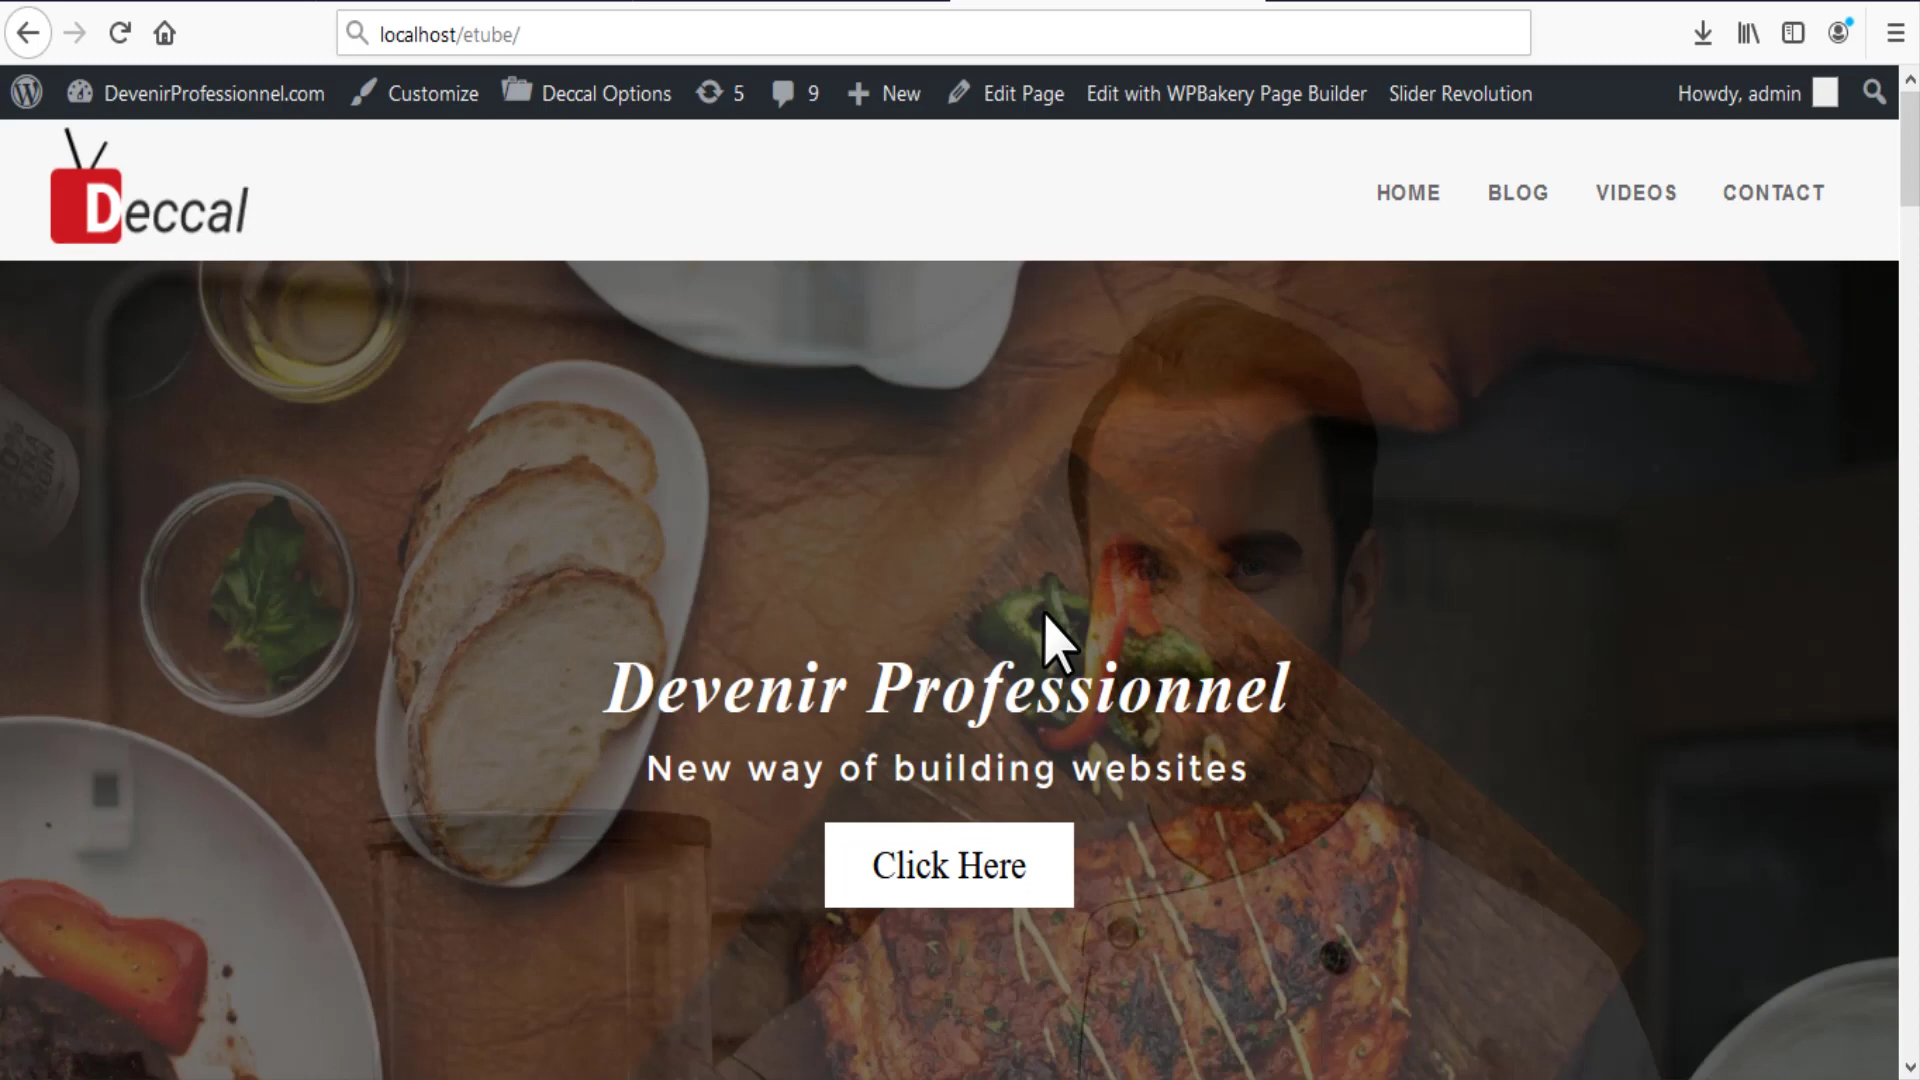 localhost/etube/
DevenirProfessionnel.com Customize Deccal Options 5 9 New Edit Page Edit with WPBakery Page Builder Slider Revolution Howdy, admin
Deccal
HOME BLOG VIDEOS CONTACT
Devenir Professionnel
New way of building websites
Click Here